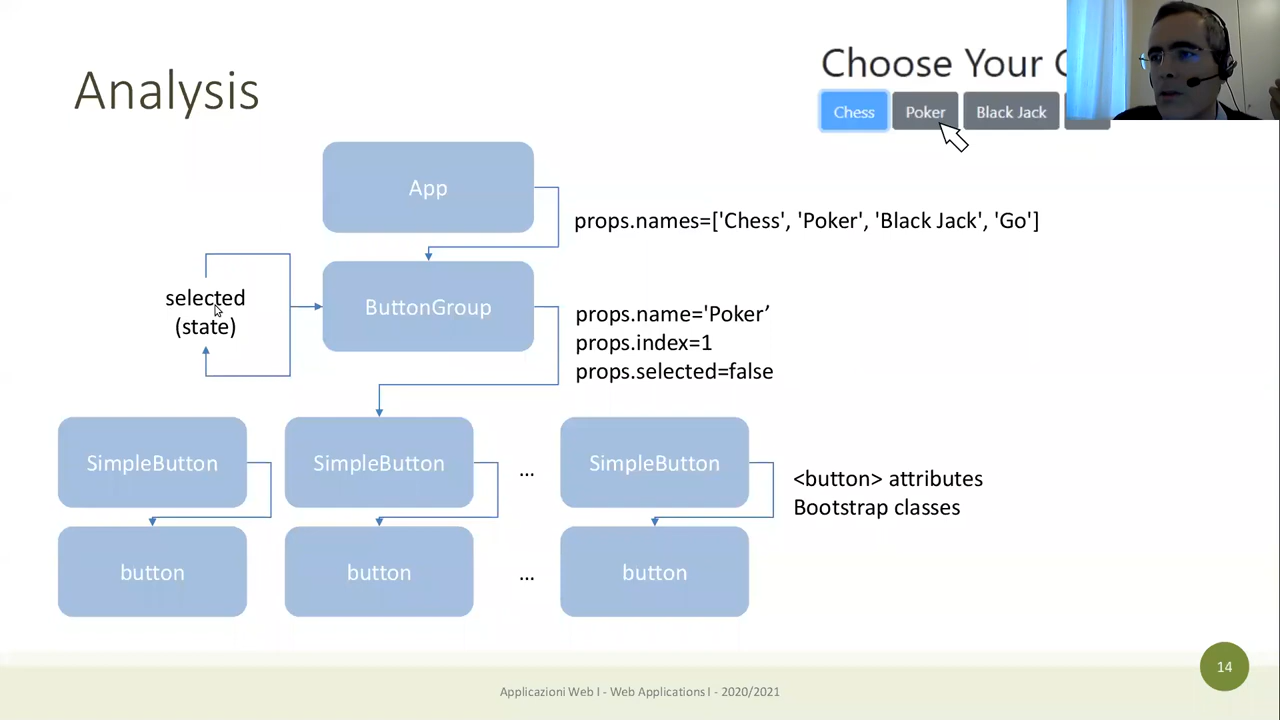 Analysis
Choose Your
Chess
Poker
Black Jack
App
props.names=['Chess', 'Poker', 'Black Jack', 'Go']
selected
(state)
ButtonGroup
props.name='Poker’
props.index=1
props.selected=false
SimpleButton
SimpleButton
...
SimpleButton
<button> attributes
Bootstrap classes
button
button
...
button
14
Applicazioni Web I - Web Applications I - 2020/2021